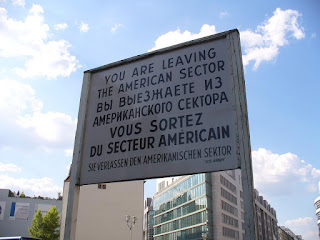 YOU ARE LEAVING
THE AMERICAN SECTOR
ВЫ ВЫЕЗЖАЕТЕ ИЗ
АМЕРИКАНСКОГО СЕКТОРА
VOUS SORTEZ
DU SECTEUR AMÉRICAIN
SIE VERLASSEN DEN AMERIKANISCHEN SEKTOR